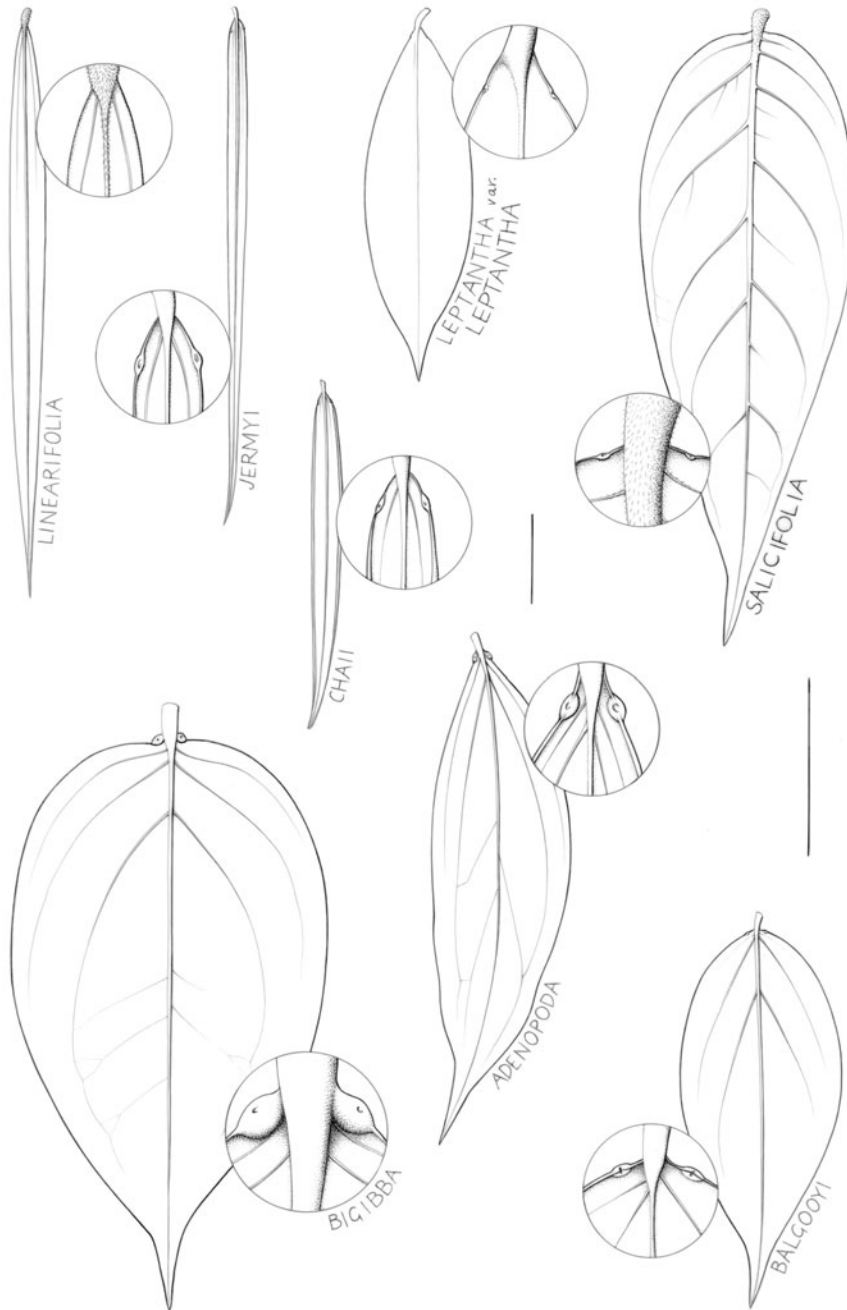 LINEARIFOLIA
JERMYI
LEPTANTHA var.
LEPTANTHA
SALICIFOLIA
CHAII
ADENOPODA
BIGIBBA
BALGOOYI